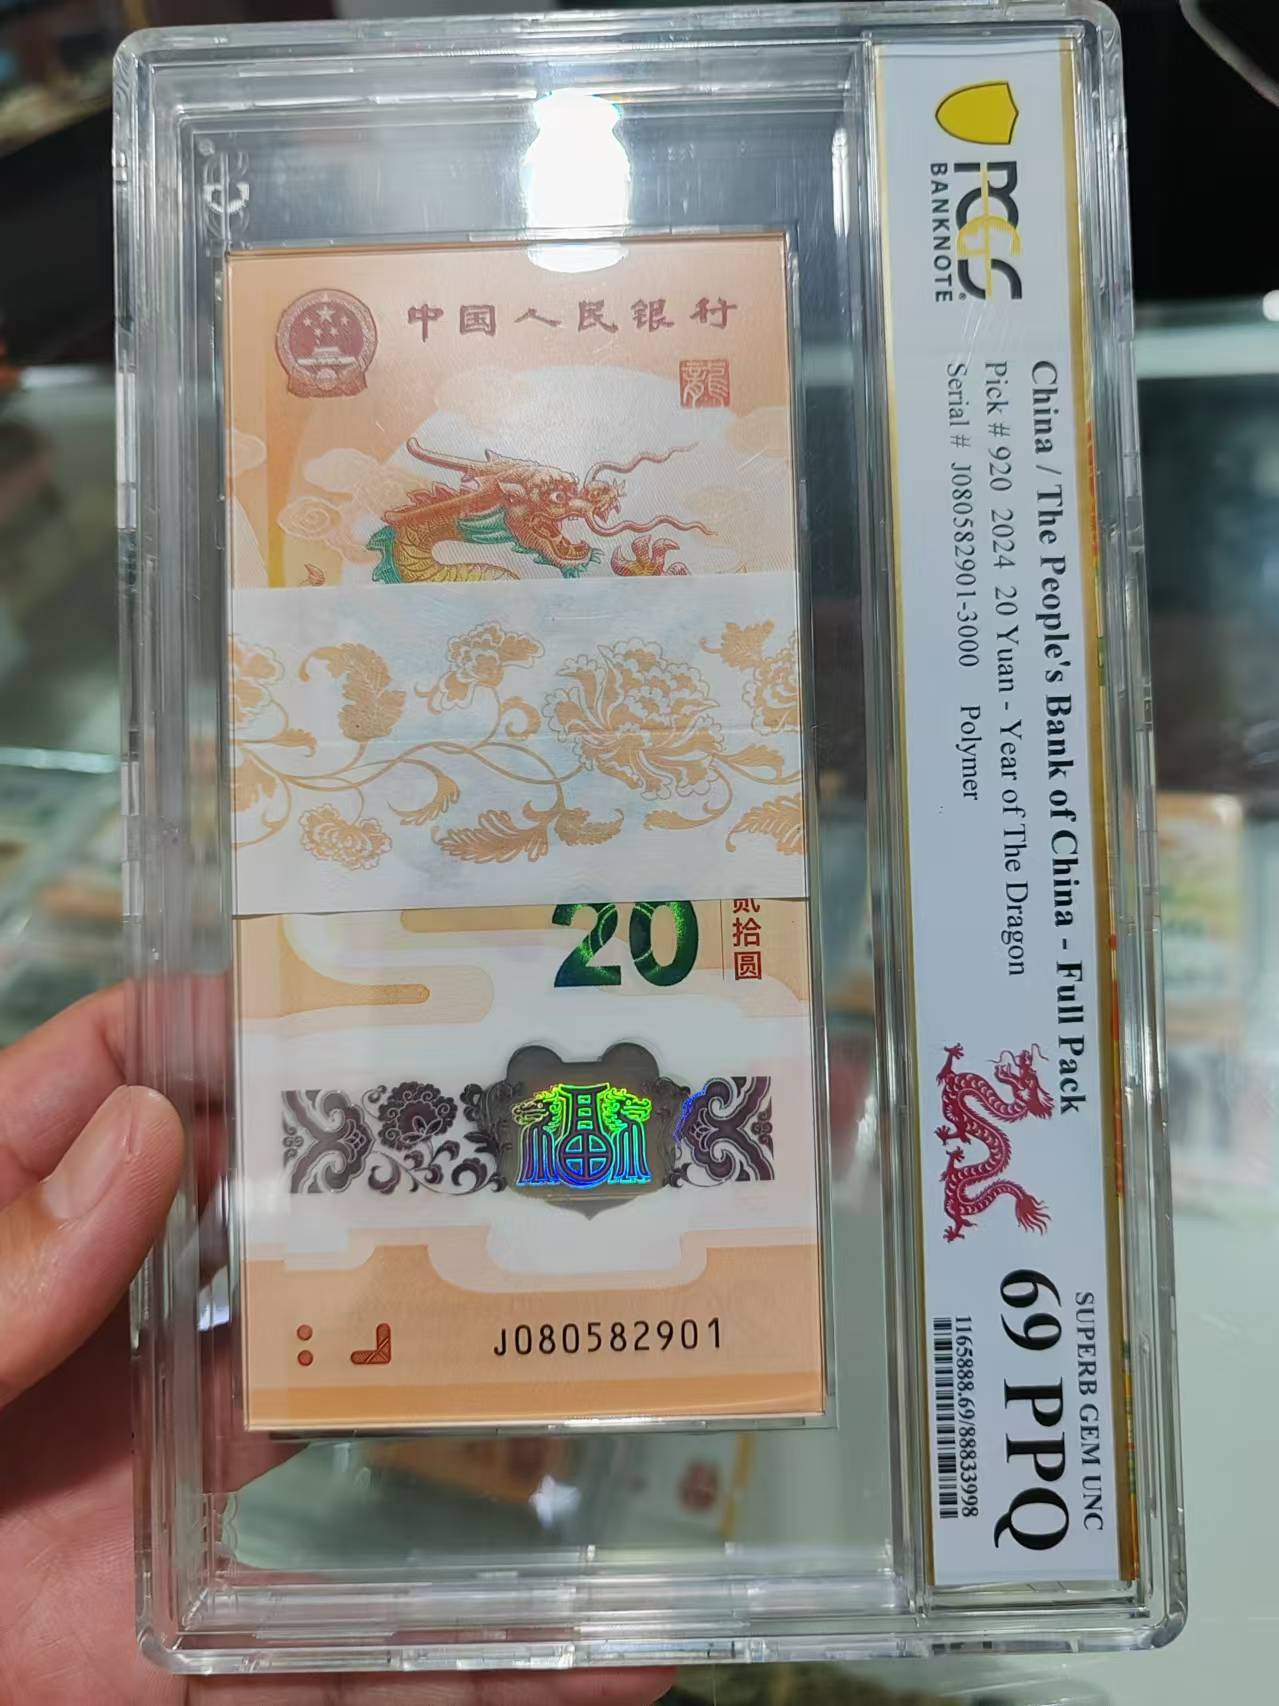 中国人民银行
龍
20
贰拾圆
J080582901
PCGS
BANKNOTE
China / The People's Bank of China - Full Pack
Pick # 920 2024 20 Yuan - Year of The Dragon
Serial # J080582901-3000 Polymer
SUPERB GEM UNC
69 PPQ
1165888.69/88833998